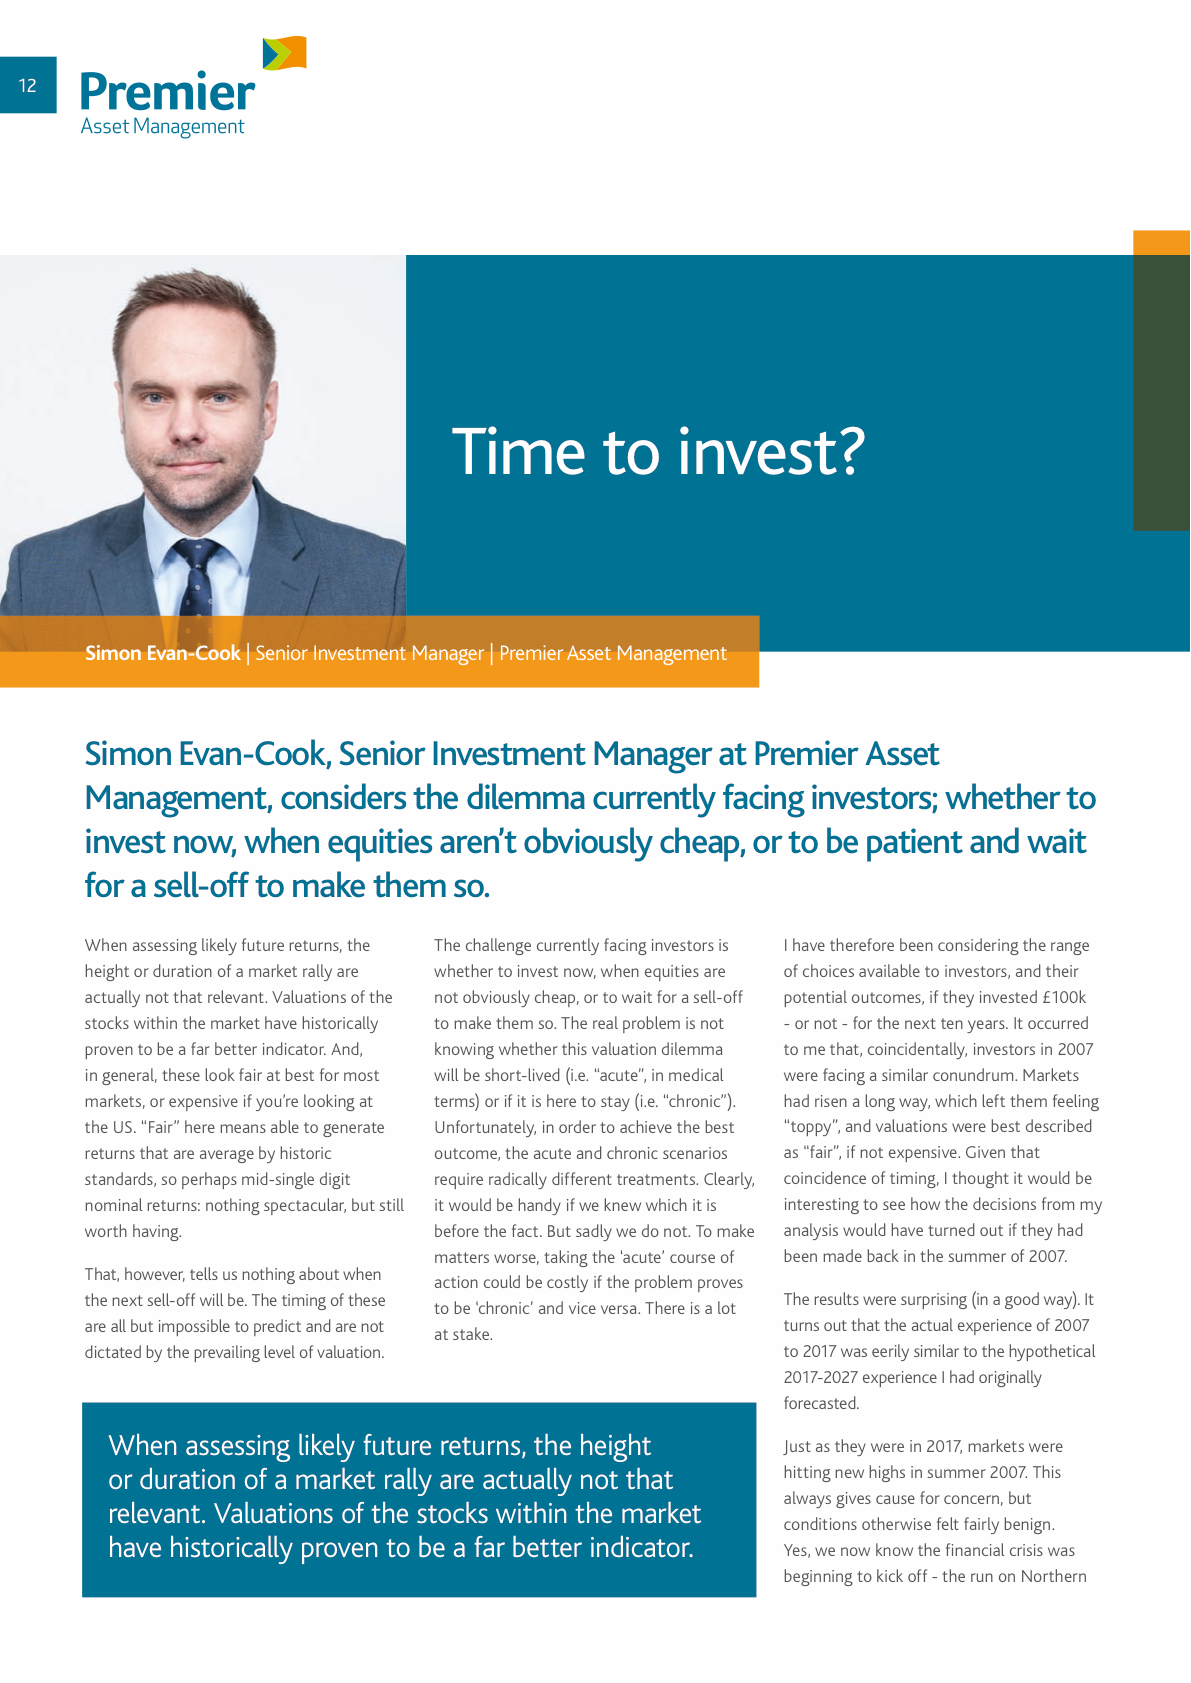 12
Premier
Asset Management
Time to invest?
Simon Evan-Cook | Senior Investment Manager | Premier Asset Management
Simon Evan-Cook, Senior Investment Manager at Premier Asset
Management, considers the dilemma currently facing investors; whether to
invest now, when equities aren’t obviously cheap, or to be patient and wait
for a sell-off to make them so.
When assessing likely future returns, the
height or duration of a market rally are
actually not that relevant. Valuations of the
stocks within the market have historically
proven to be a far better indicator. And,
in general, these look fair at best for most
markets, or expensive if you’re looking at
the US. “Fair” here means able to generate
returns that are average by historic
standards, so perhaps mid-single digit
nominal returns: nothing spectacular, but still
worth having.
That, however, tells us nothing about when
the next sell-off will be. The timing of these
are all but impossible to predict and are not
dictated by the prevailing level of valuation.
The challenge currently facing investors is
whether to invest now, when equities are
not obviously cheap, or to wait for a sell-off
to make them so. The real problem is not
knowing whether this valuation dilemma
will be short-lived (i.e. “acute”, in medical
terms) or if it is here to stay (i.e. “chronic”).
Unfortunately, in order to achieve the best
outcome, the acute and chronic scenarios
require radically different treatments. Clearly,
it would be handy if we knew which it is
before the fact. But sadly we do not. To make
matters worse, taking the ‘acute’ course of
action could be costly if the problem proves
to be ‘chronic’ and vice versa. There is a lot
at stake.
When assessing likely future returns, the height
or duration of a market rally are actually not that
relevant. Valuations of the stocks within the market
have historically proven to be a far better indicator.
I have therefore been considering the range
of choices available to investors, and their
potential outcomes, if they invested £100k
- or not - for the next ten years. It occurred
to me that, coincidentally, investors in 2007
were facing a similar conundrum. Markets
had risen a long way, which left them feeling
“toppy”, and valuations were best described
as “fair”, if not expensive. Given that
coincidence of timing, I thought it would be
interesting to see how the decisions from my
analysis would have turned out if they had
been made back in the summer of 2007.
The results were surprising (in a good way). It
turns out that the actual experience of 2007
to 2017 was eerily similar to the hypothetical
2017-2027 experience I had originally
forecasted.
Just as they were in 2017, markets were
hitting new highs in summer 2007. This
always gives cause for concern, but
conditions otherwise felt fairly benign.
Yes, we now know the financial crisis was
beginning to kick off - the run on Northern